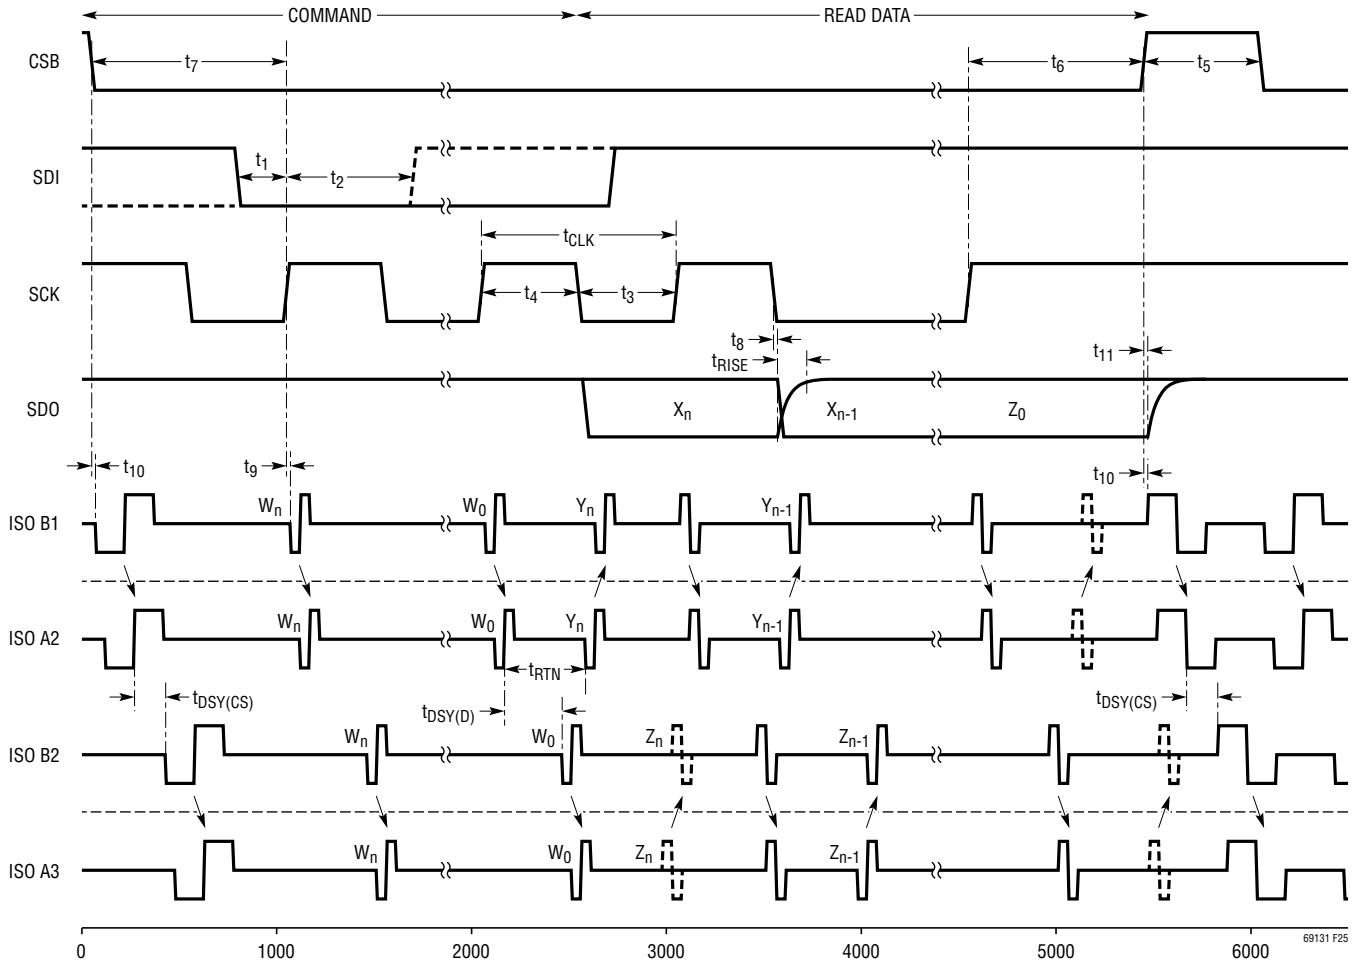 COMMAND READ DATA
CSB t7 t6 t5
SDI t1 t2
tCLK
SCK t4 t3
t8 t11
tRISE
SDO Xn Xn-1 Z0
t10 t9 t10
ISO B1 Wn W0 Yn Yn-1
ISO A2 Wn W0 Yn Yn-1
tRTN
tDSY(CS) tDSY(D) tDSY(CS)
ISO B2 Wn W0 Zn Zn-1
ISO A3 Wn W0 Zn Zn-1
0 1000 2000 3000 4000 5000 6000
69131 F25